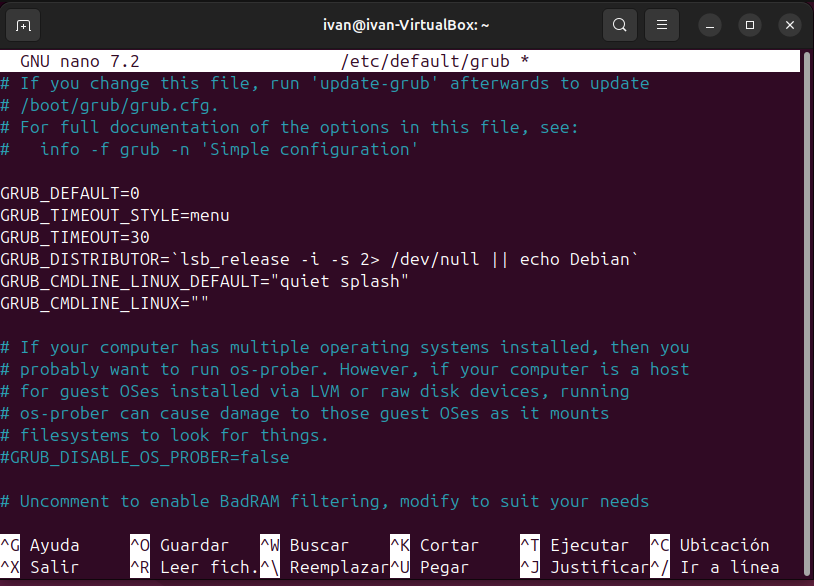 ivan@ivan-VirtualBox: ~
GNU nano 7.2 /etc/default/grub *
# If you change this file, run 'update-grub' afterwards to update
# /boot/grub/grub.cfg.
# For full documentation of the options in this file, see:
#   info -f grub -n 'Simple configuration'

GRUB_DEFAULT=0
GRUB_TIMEOUT_STYLE=menu
GRUB_TIMEOUT=30
GRUB_DISTRIBUTOR=`lsb_release -i -s 2> /dev/null || echo Debian`
GRUB_CMDLINE_LINUX_DEFAULT="quiet splash"
GRUB_CMDLINE_LINUX=""

# If your computer has multiple operating systems installed, then you
# probably want to run os-prober. However, if your computer is a host
# for guest OSes installed via LVM or raw disk devices, running
# os-prober can cause damage to those guest OSes as it mounts
# filesystems to look for things.
#GRUB_DISABLE_OS_PROBER=false

# Uncomment to enable BadRAM filtering, modify to suit your needs

^G Ayuda ^O Guardar ^W Buscar ^K Cortar ^T Ejecutar ^C Ubicación
^X Salir ^R Leer fich. ^\ Reemplazar ^U Pegar ^J Justificar ^/ Ir a línea